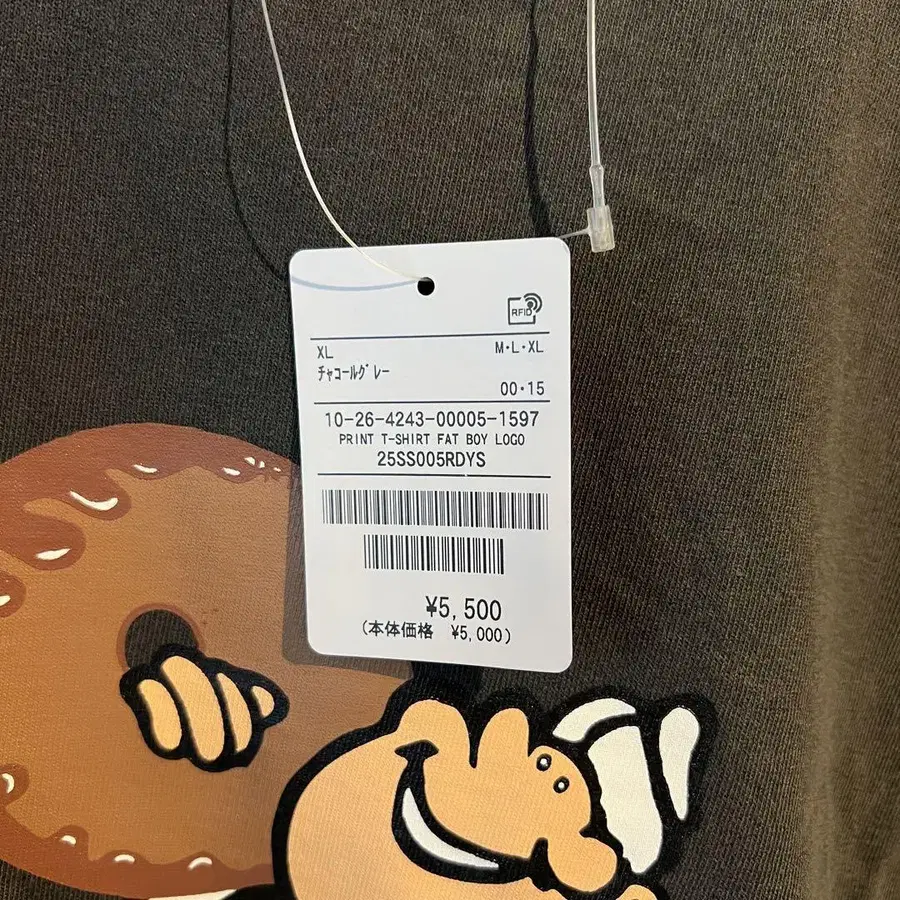 RFID
XL M・L・XL
チャコールグレー
00・15
10-26-4243-00005-1597
PRINT T-SHIRT FAT BOY LOGO
25SS005RDYS
¥5,500
(本体価格 ¥5,000)